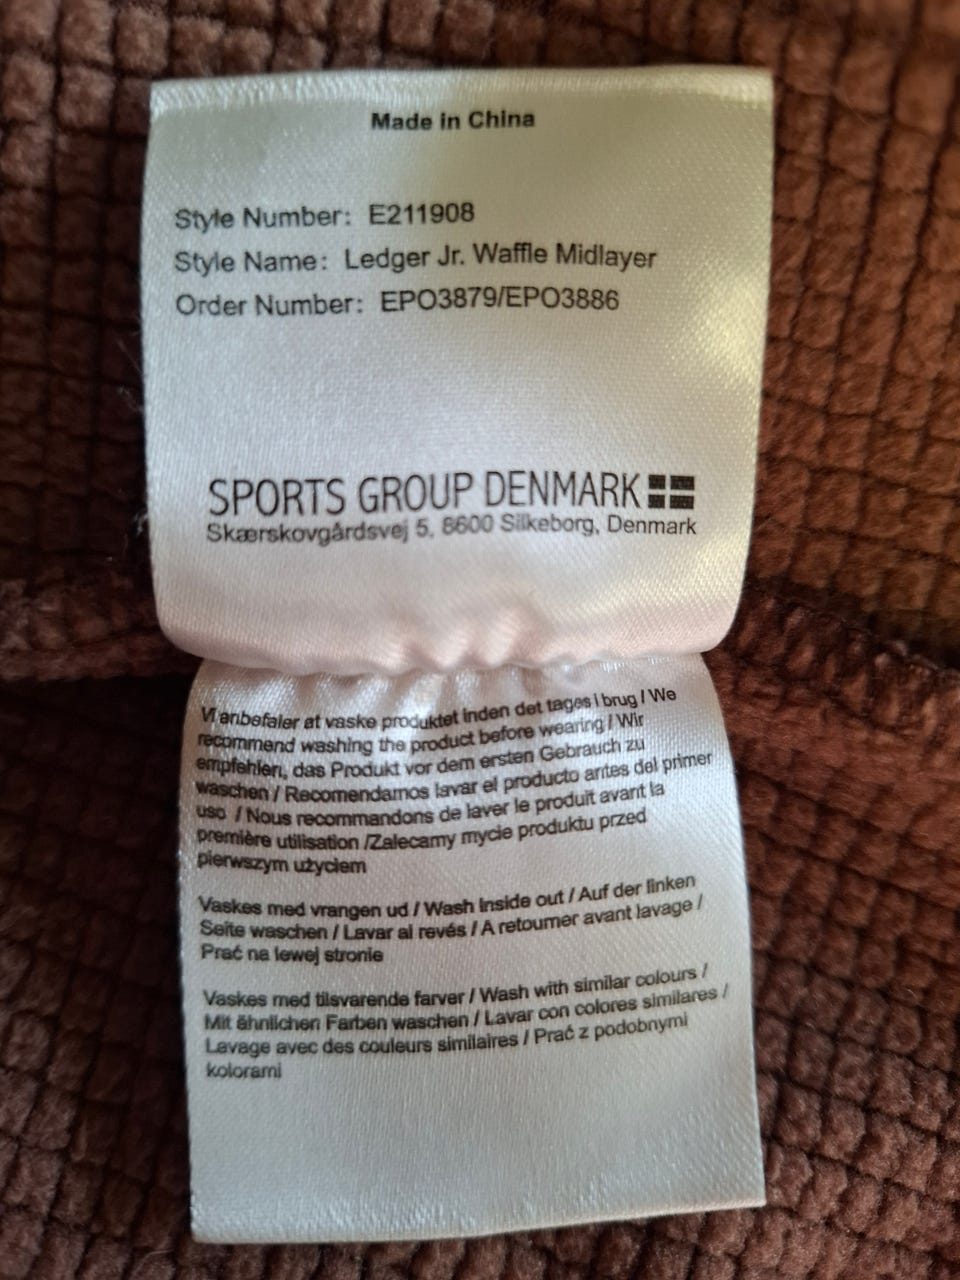 Made in China
Style Number: E211908
Style Name: Ledger Jr. Waffle Midlayer
Order Number: EPO3879/EPO3886
SPORTS GROUP DENMARK
Skærskovgårdsvej 5, 8600 Silkeborg, Denmark
Vi anbefaler at vaske produktet inden det tages i brug / We
recommend washing the product before wearing / Wir
empfehlen, das Produkt vor dem ersten Gebrauch zu
waschen / Recomendamos lavar el producto antes del primer
uso / Nous recommandons de laver le produit avant la
première utilisation /Zalecamy mycie produktu przed
pierwszym użyciem
Vaskes med vrangen ud / Wash Inside out / Auf der linken
Seite waschen / Lavar al revés / A retourner avant lavage /
Prać na lewej stronie
Vaskes med tilsvarende farver / Wash with similar colours /
Mit ähnlichen Farben waschen / Lavar con colores similares /
Lavage avec des couleurs similaires / Prać z podobnymi
kolorami